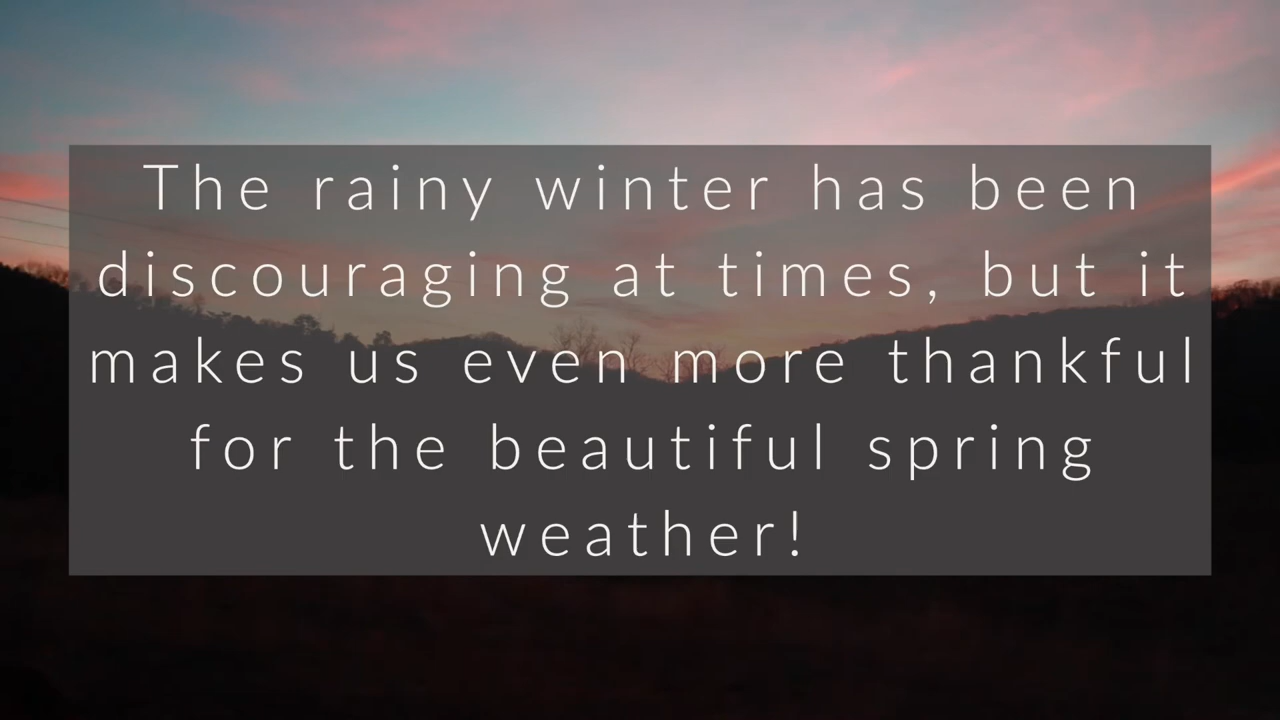 The rainy winter has been
discouraging at times, but it
makes us even more thankful
for the beautiful spring
weather!